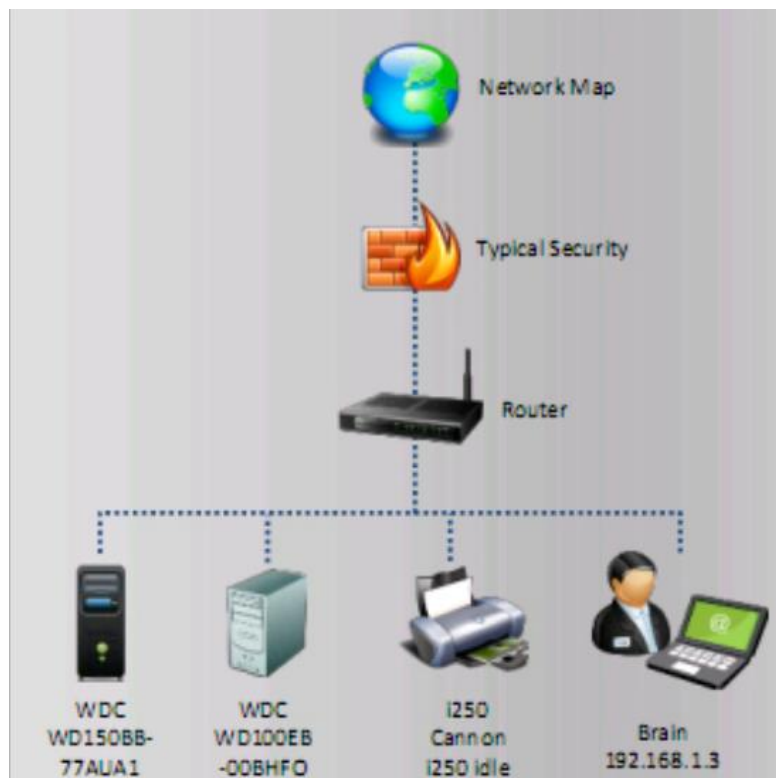 Network Map
Typical Security
Router
WDC
WD150BB-
77AUA1
WDC
WD100EB
-00BHFO
i250
Cannon
i250 idle
Brain
192.168.1.3
@